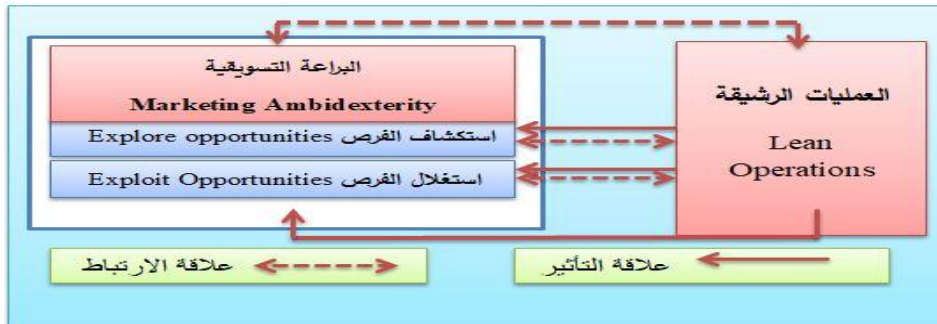 البراعة التسويقية
Marketing Ambidexterity
استكشاف الفرص Explore opportunities
استغلال الفرص Exploit Opportunities
العمليات الرشيقة
Lean
Operations
علاقة التأثير
علاقة الارتباط